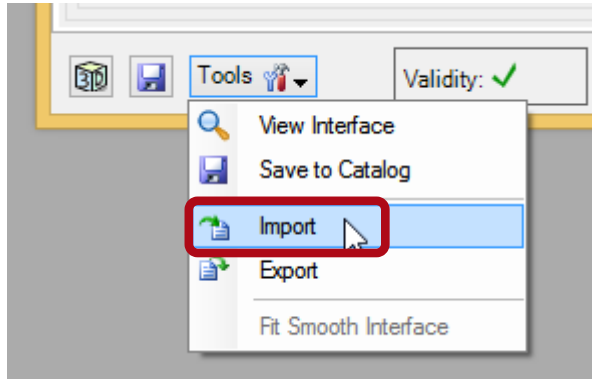 3D
Tools
Validity:
View Interface
Save to Catalog
Import
Export
Fit Smooth Interface